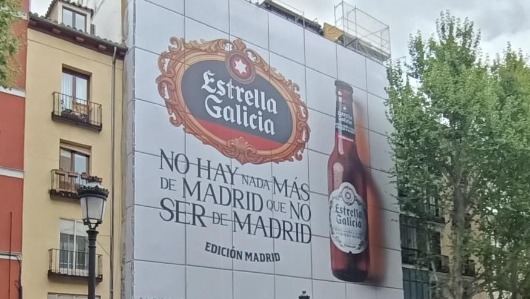 Estrella
Galicia
NO HAY NADA MÁS
DE MADRID QUE NO
SER DE MADRID
EDICIÓN MADRID
Estrella
Galicia